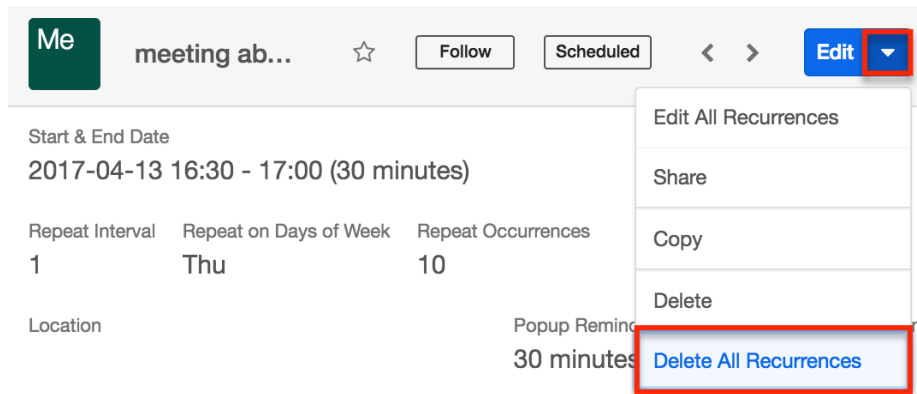 Me
meeting ab...
Follow
Scheduled
Edit
Edit All Recurrences
Share
Copy
Delete
Delete All Recurrences
Start & End Date
2017-04-13 16:30 - 17:00 (30 minutes)
Repeat Interval Repeat on Days of Week Repeat Occurrences
1 Thu 10
Location
Popup
30 minutes